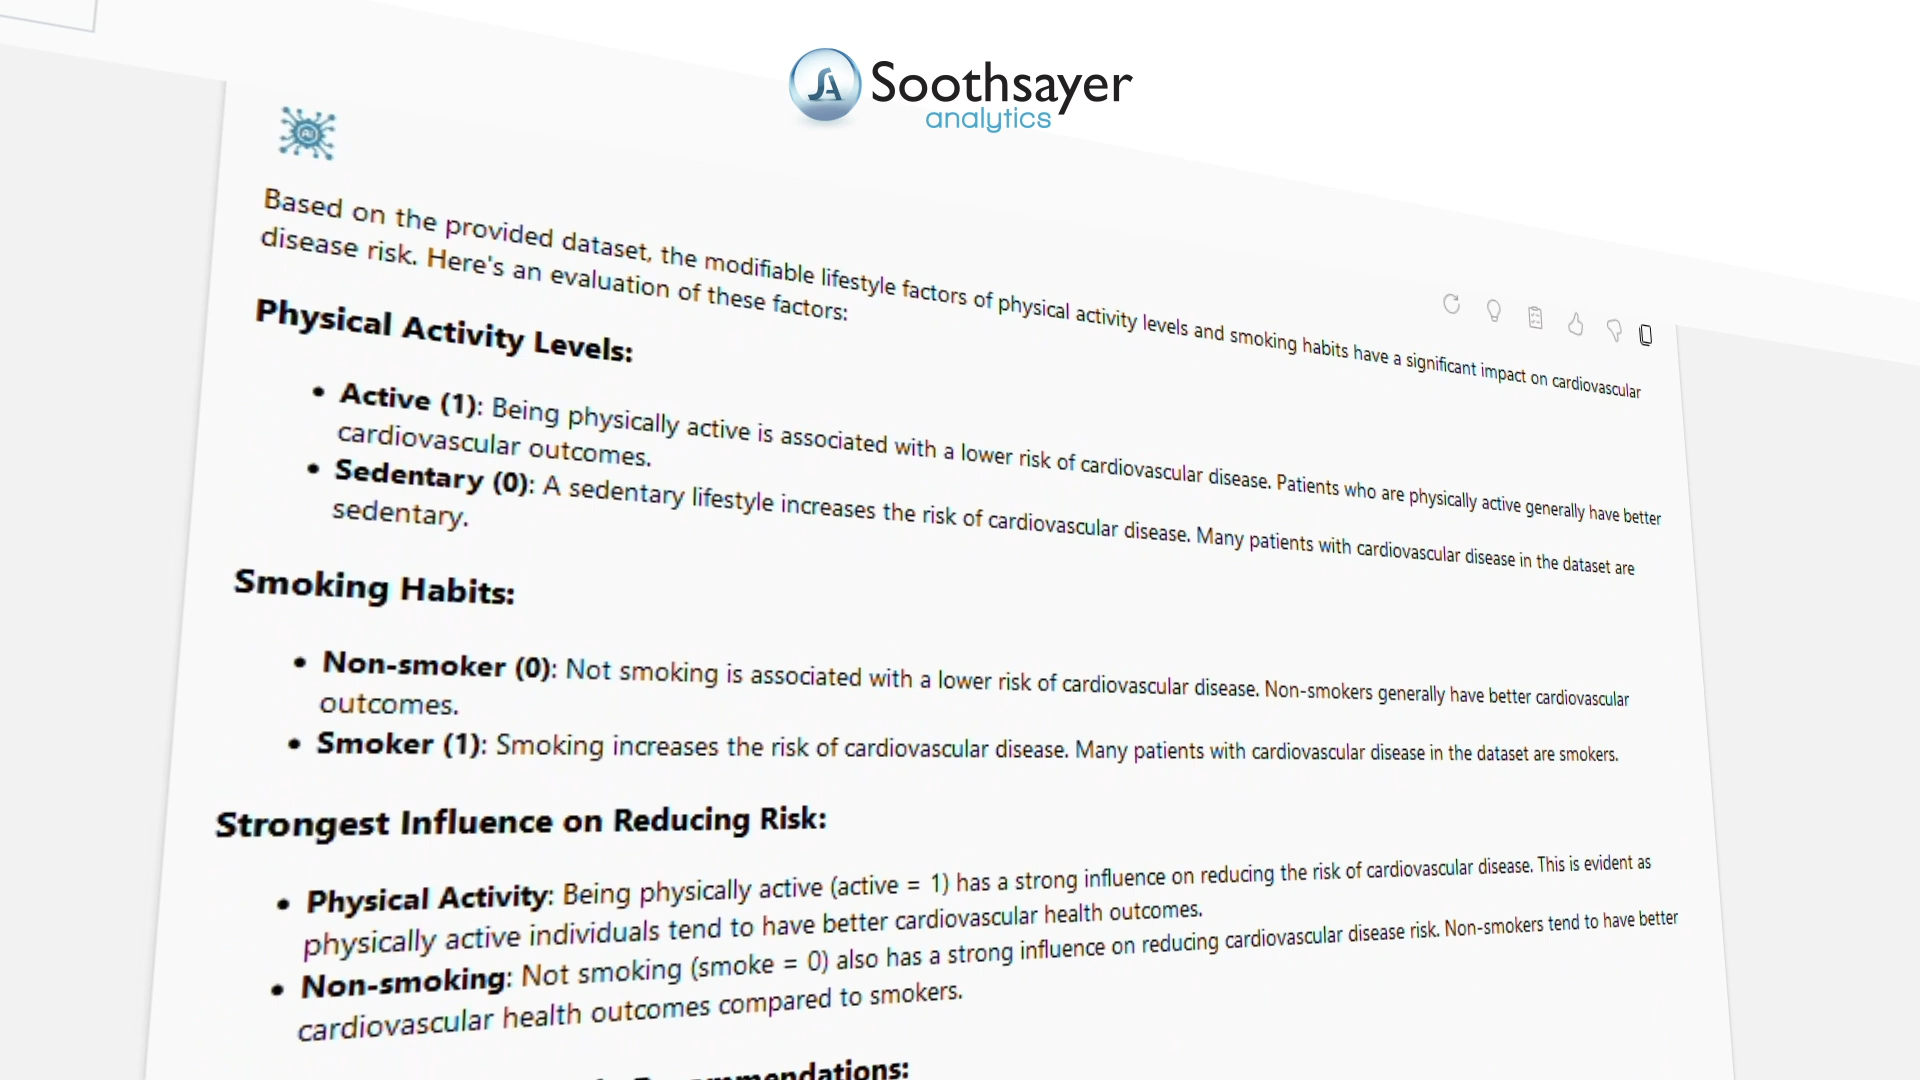 Soothsayer
analytics
AI
Based on the provided dataset, the modifiable lifestyle factors of physical activity levels and smoking habits have a significant impact on cardiovascular
disease risk. Here's an evaluation of these factors:
Physical Activity Levels:
• Active (1): Being physically active is associated with a lower risk of cardiovascular disease. Patients who are physically active generally have better
cardiovascular outcomes.
• Sedentary (0): A sedentary lifestyle increases the risk of cardiovascular disease. Many patients with cardiovascular disease in the dataset are
sedentary.
Smoking Habits:
• Non-smoker (0): Not smoking is associated with a lower risk of cardiovascular disease. Non-smokers generally have better cardiovascular
outcomes.
• Smoker (1): Smoking increases the risk of cardiovascular disease. Many patients with cardiovascular disease in the dataset are smokers.
Strongest Influence on Reducing Risk:
• Physical Activity: Being physically active (active = 1) has a strong influence on reducing the risk of cardiovascular disease. This is evident as
physically active individuals tend to have better cardiovascular health outcomes.
• Non-smoking: Not smoking (smoke = 0) also has a strong influence on reducing cardiovascular disease risk. Non-smokers tend to have better
cardiovascular health outcomes compared to smokers.
Recommendations: